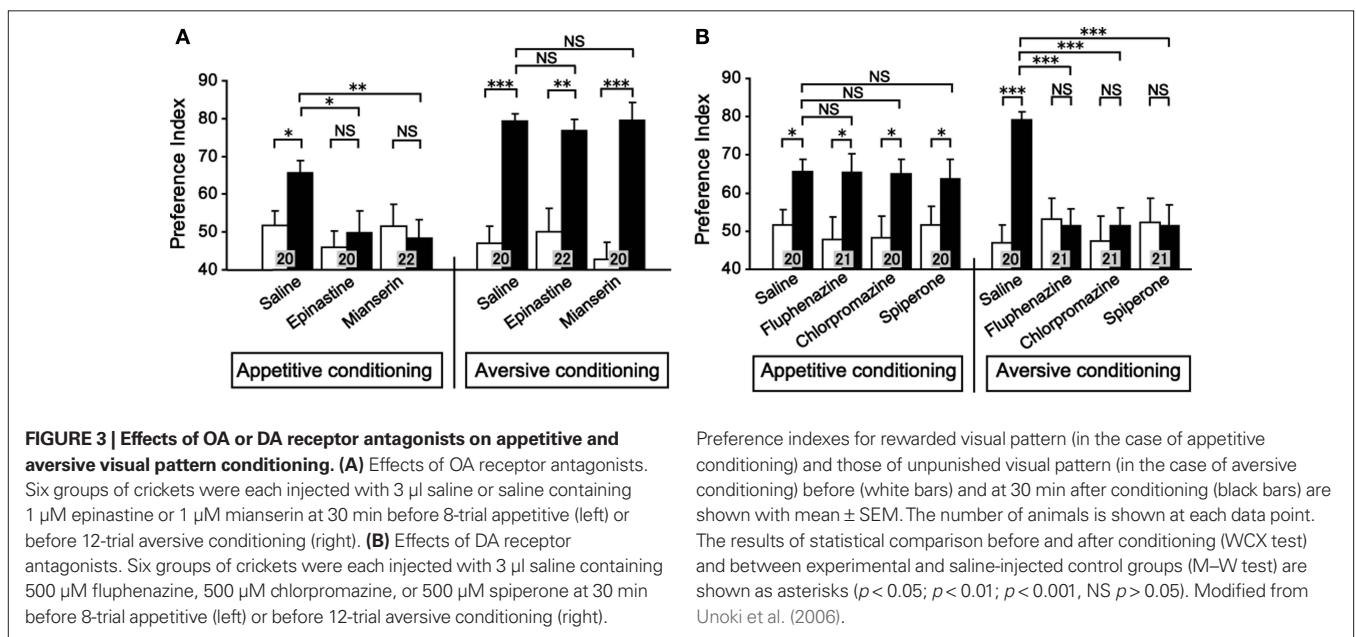 A
B
NS
NS
**
*
*
NS
NS
***
**
***
***
***
***
NS
NS
NS
*
*
*
*
***
NS
NS
NS
Preference Index
90
80
70
60
50
40
20
20
22
20
22
20
Saline
Epinastine
Mianserin
Saline
Epinastine
Mianserin
Appetitive conditioning
Aversive conditioning
Preference Index
90
80
70
60
50
40
20
21
20
20
20
21
21
21
Saline
Fluphenazine
Chlorpromazine
Spiperone
Saline
Fluphenazine
Chlorpromazine
Spiperone
Appetitive conditioning
Aversive conditioning
FIGURE 3 | Effects of OA or DA receptor antagonists on appetitive and
aversive visual pattern conditioning. (A) Effects of OA receptor antagonists.
Six groups of crickets were each injected with 3 µl saline or saline containing
1 µM epinastine or 1 µM mianserin at 30 min before 8-trial appetitive (left) or
before 12-trial aversive conditioning (right). (B) Effects of DA receptor
antagonists. Six groups of crickets were each injected with 3 µl saline containing
500 µM fluphenazine, 500 µM chlorpromazine, or 500 µM spiperone at 30 min
before 8-trial appetitive (left) or before 12-trial aversive conditioning (right).
Preference indexes for rewarded visual pattern (in the case of appetitive
conditioning) and those of unpunished visual pattern (in the case of aversive
conditioning) before (white bars) and at 30 min after conditioning (black bars) are
shown with mean ± SEM. The number of animals is shown at each data point.
The results of statistical comparison before and after conditioning (WCX test)
and between experimental and saline-injected control groups (M–W test) are
shown as asterisks (p < 0.05; p < 0.01; p < 0.001, NS p > 0.05). Modified from
Unoki et al. (2006).